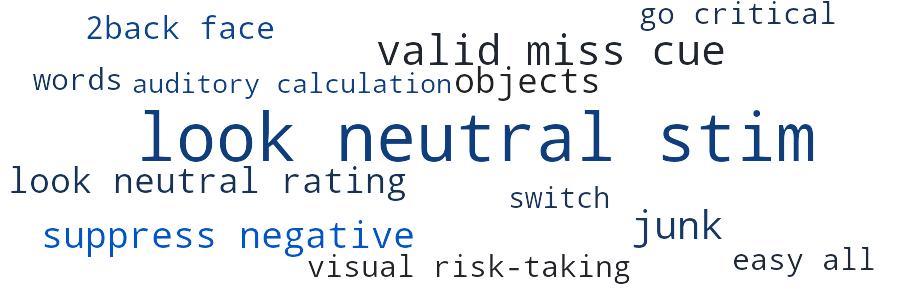 go critical
2back face
valid miss cue
words
auditory calculation
objects
look neutral stim
look neutral rating
switch
junk
suppress negative
easy all
visual risk-taking